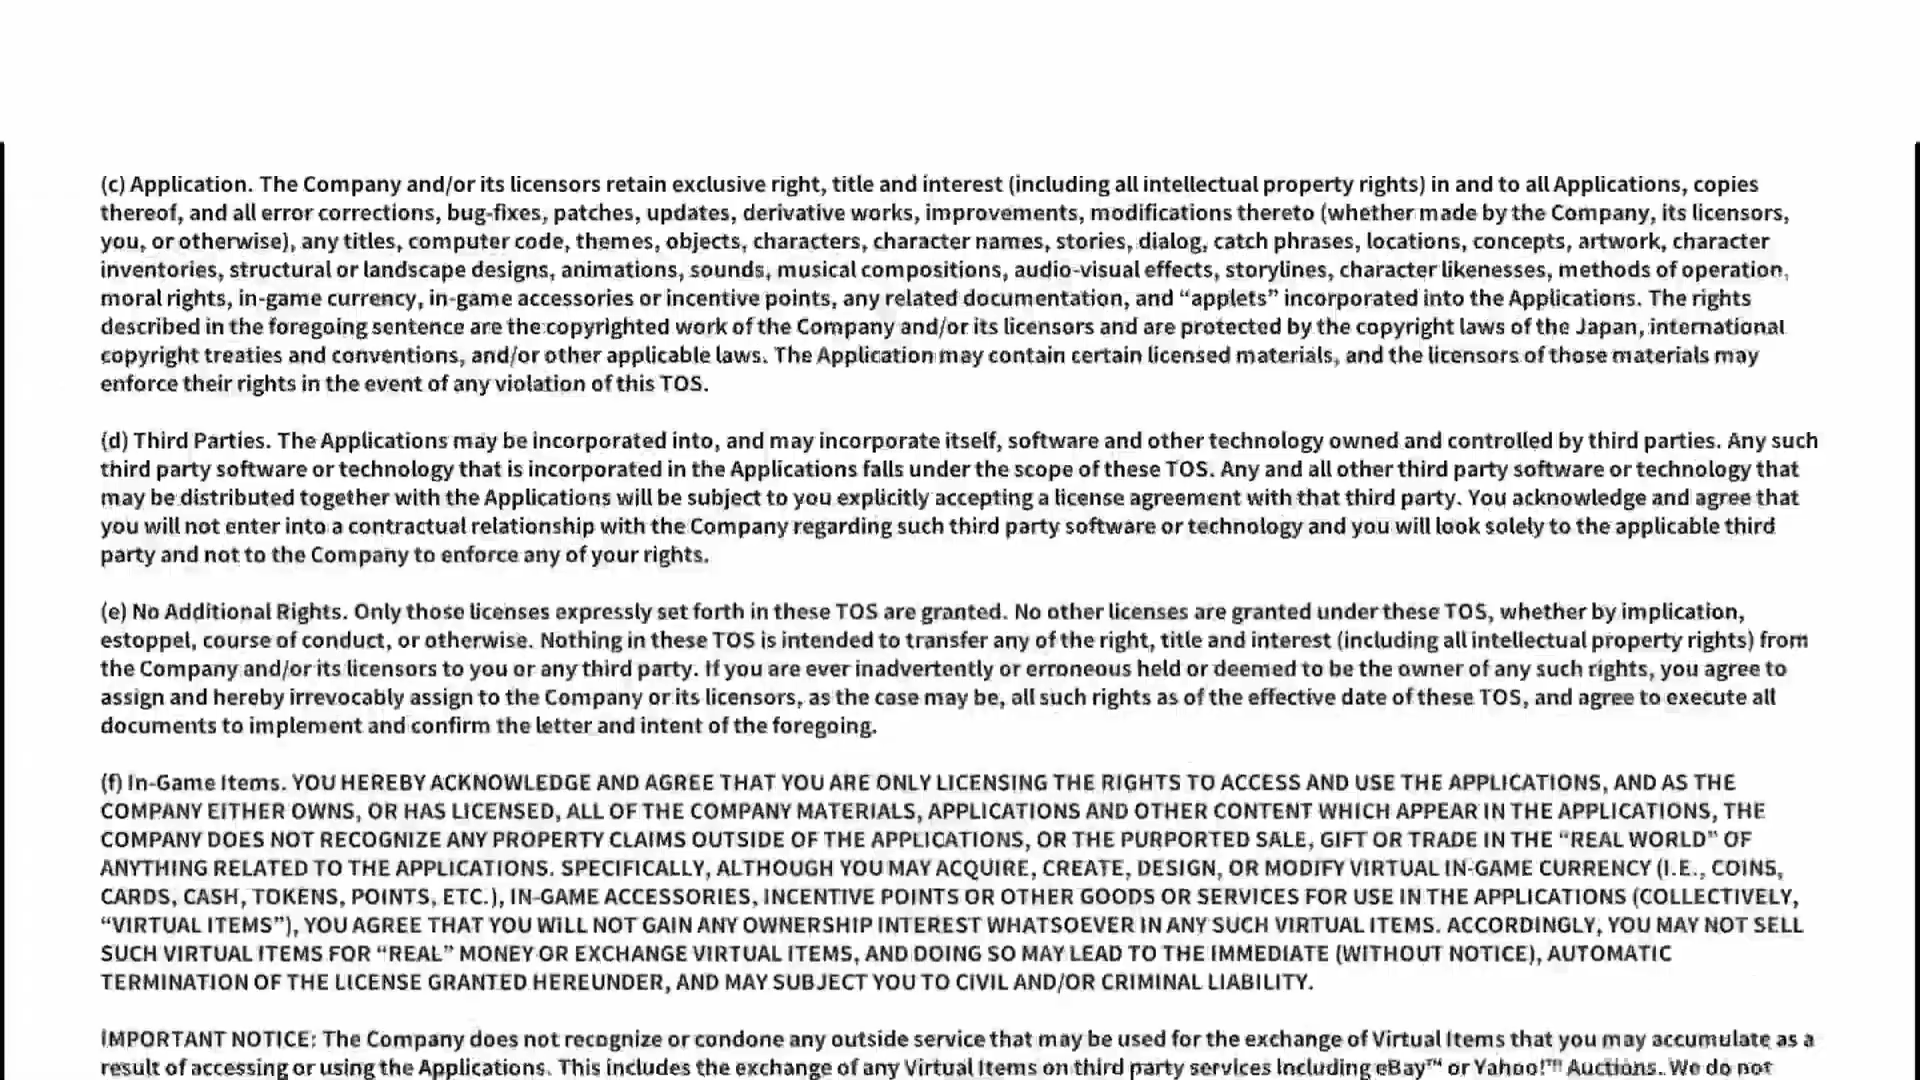 (c) Application. The Company and/or its licensors retain exclusive right, title and interest (including all intellectual property rights) in and to all Applications, copies
thereof, and all error corrections, bug-fixes, patches, updates, derivative works, improvements, modifications thereto (whether made by the Company, its licensors,
you, or otherwise), any titles, computer code, themes, objects, characters, character names, stories, dialog, catch phrases, locations, concepts, artwork, character
inventories, structural or landscape designs, animations, sounds, musical compositions, audio-visual effects, storylines, character likenesses, methods of operation,
moral rights, in-game currency, in-game accessories or incentive points, any related documentation, and “applets” incorporated into the Applications. The rights
described in the foregoing sentence are the copyrighted work of the Company and/or its licensors and are protected by the copyright laws of the Japan, international
copyright treaties and conventions, and/or other applicable laws. The Application may contain certain licensed materials, and the licensors of those materials may
enforce their rights in the event of any violation of this TOS.
(d) Third Parties. The Applications may be incorporated into, and may incorporate itself, software and other technology owned and controlled by third parties. Any such
third party software or technology that is incorporated in the Applications falls under the scope of these TOS. Any and all other third party software or technology that
may be distributed together with the Applications will be subject to you explicitly accepting a license agreement with that third party. You acknowledge and agree that
you will not enter into a contractual relationship with the Company regarding such third party software or technology and you will look solely to the applicable third
party and not to the Company to enforce any of your rights.
(e) No Additional Rights. Only those licenses expressly set forth in these TOS are granted. No other licenses are granted under these TOS, whether by implication,
estoppel, course of conduct, or otherwise. Nothing in these TOS is intended to transfer any of the right, title and interest (including all intellectual property rights) from
the Company and/or its licensors to you or any third party. If you are ever inadvertently or erroneous held or deemed to be the owner of any such rights, you agree to
assign and hereby irrevocably assign to the Company or its licensors, as the case may be, all such rights as of the effective date of these TOS, and agree to execute all
documents to implement and confirm the letter and intent of the foregoing.
(f) In-Game Items. YOU HEREBY ACKNOWLEDGE AND AGREE THAT YOU ARE ONLY LICENSING THE RIGHTS TO ACCESS AND USE THE APPLICATIONS, AND AS THE
COMPANY EITHER OWNS, OR HAS LICENSED, ALL OF THE COMPANY MATERIALS, APPLICATIONS AND OTHER CONTENT WHICH APPEAR IN THE APPLICATIONS, THE
COMPANY DOES NOT RECOGNIZE ANY PROPERTY CLAIMS OUTSIDE OF THE APPLICATIONS, OR THE PURPORTED SALE, GIFT OR TRADE IN THE “REAL WORLD” OF
ANYTHING RELATED TO THE APPLICATIONS. SPECIFICALLY, ALTHOUGH YOU MAY ACQUIRE, CREATE, DESIGN, OR MODIFY VIRTUAL IN-GAME CURRENCY (I.E., COINS,
CARDS, CASH, TOKENS, POINTS, ETC.), IN-GAME ACCESSORIES, INCENTIVE POINTS OR OTHER GOODS OR SERVICES FOR USE IN THE APPLICATIONS (COLLECTIVELY,
“VIRTUAL ITEMS”), YOU AGREE THAT YOU WILL NOT GAIN ANY OWNERSHIP INTEREST WHATSOEVER IN ANY SUCH VIRTUAL ITEMS. ACCORDINGLY, YOU MAY NOT SELL
SUCH VIRTUAL ITEMS FOR “REAL” MONEY OR EXCHANGE VIRTUAL ITEMS, AND DOING SO MAY LEAD TO THE IMMEDIATE (WITHOUT NOTICE), AUTOMATIC
TERMINATION OF THE LICENSE GRANTED HEREUNDER, AND MAY SUBJECT YOU TO CIVIL AND/OR CRIMINAL LIABILITY.
IMPORTANT NOTICE: The Company does not recognize or condone any outside service that may be used for the exchange of Virtual Items that you may accumulate as a
result of accessing or using the Applications. This includes the exchange of any Virtual Items on third party services including eBay™ or Yahoo!™ Auctions. We do not